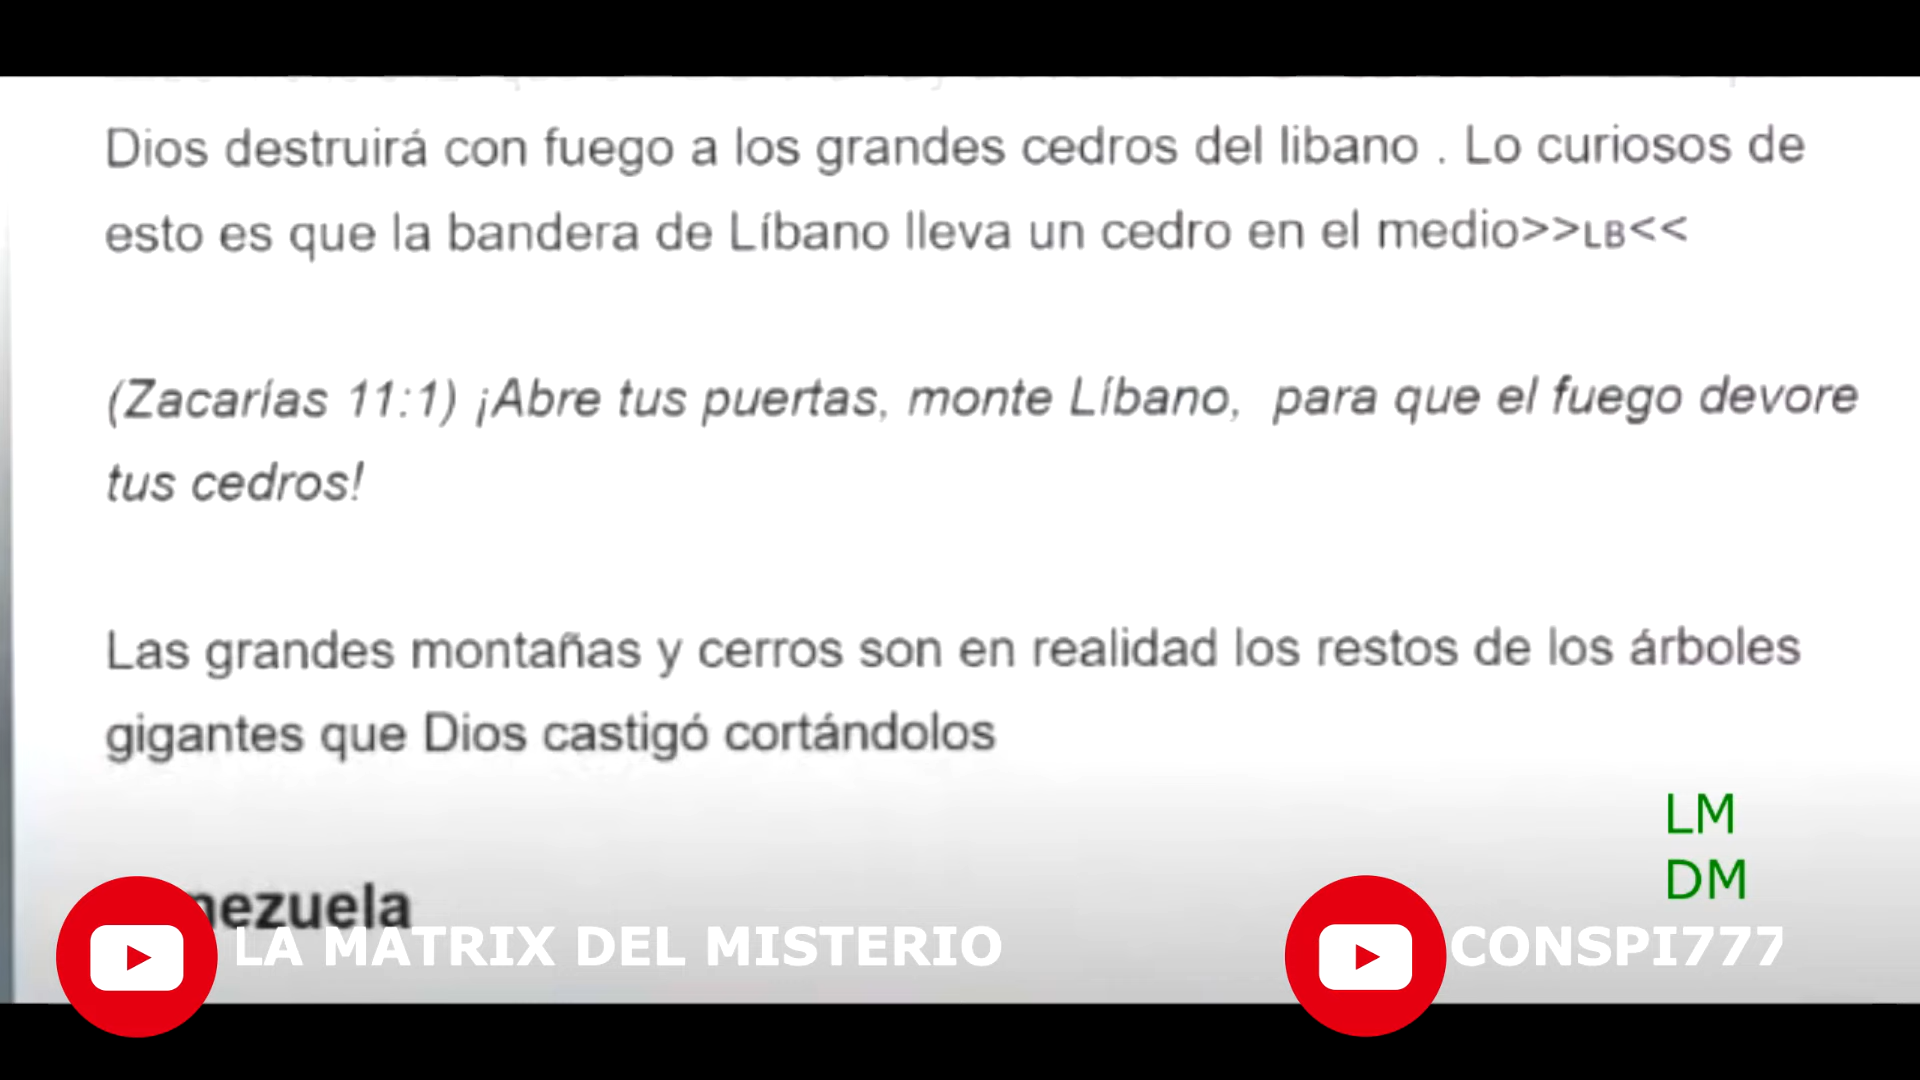 Dios destruirá con fuego a los grandes cedros del libano . Lo curiosos de
esto es que la bandera de Líbano lleva un cedro en el medio>>LB<<
(Zacarías 11:1) ¡Abre tus puertas, monte Líbano, para que el fuego devore
tus cedros!
Las grandes montañas y cerros son en realidad los restos de los árboles
gigantes que Dios castigó cortándolos
LM
DM
nezuela
LA MATRIX DEL MISTERIO
CONSPI777